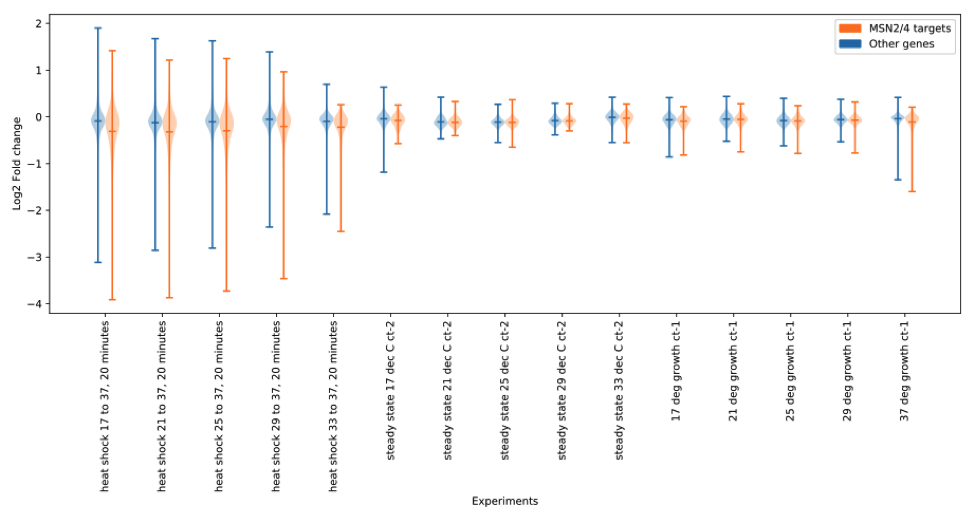 2
1
0
−1
−2
−3
−4
Log2 Fold change
MSN2/4 targets
Other genes
heat shock 17 to 37, 20 minutes
heat shock 21 to 37, 20 minutes
heat shock 25 to 37, 20 minutes
heat shock 29 to 37, 20 minutes
heat shock 33 to 37, 20 minutes
steady state 17 dec C ct-2
steady state 21 dec C ct-2
steady state 25 dec C ct-2
steady state 29 dec C ct-2
steady state 33 dec C ct-2
17 deg growth ct-1
21 deg growth ct-1
25 deg growth ct-1
29 deg growth ct-1
37 deg growth ct-1
Experiments